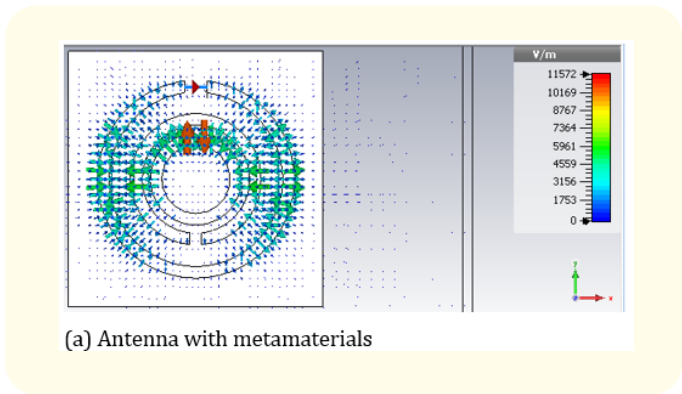 V/m
11572
10169
8767
7364
5961
4559
3156
1753
0
y
x
(a) Antenna with metamaterials